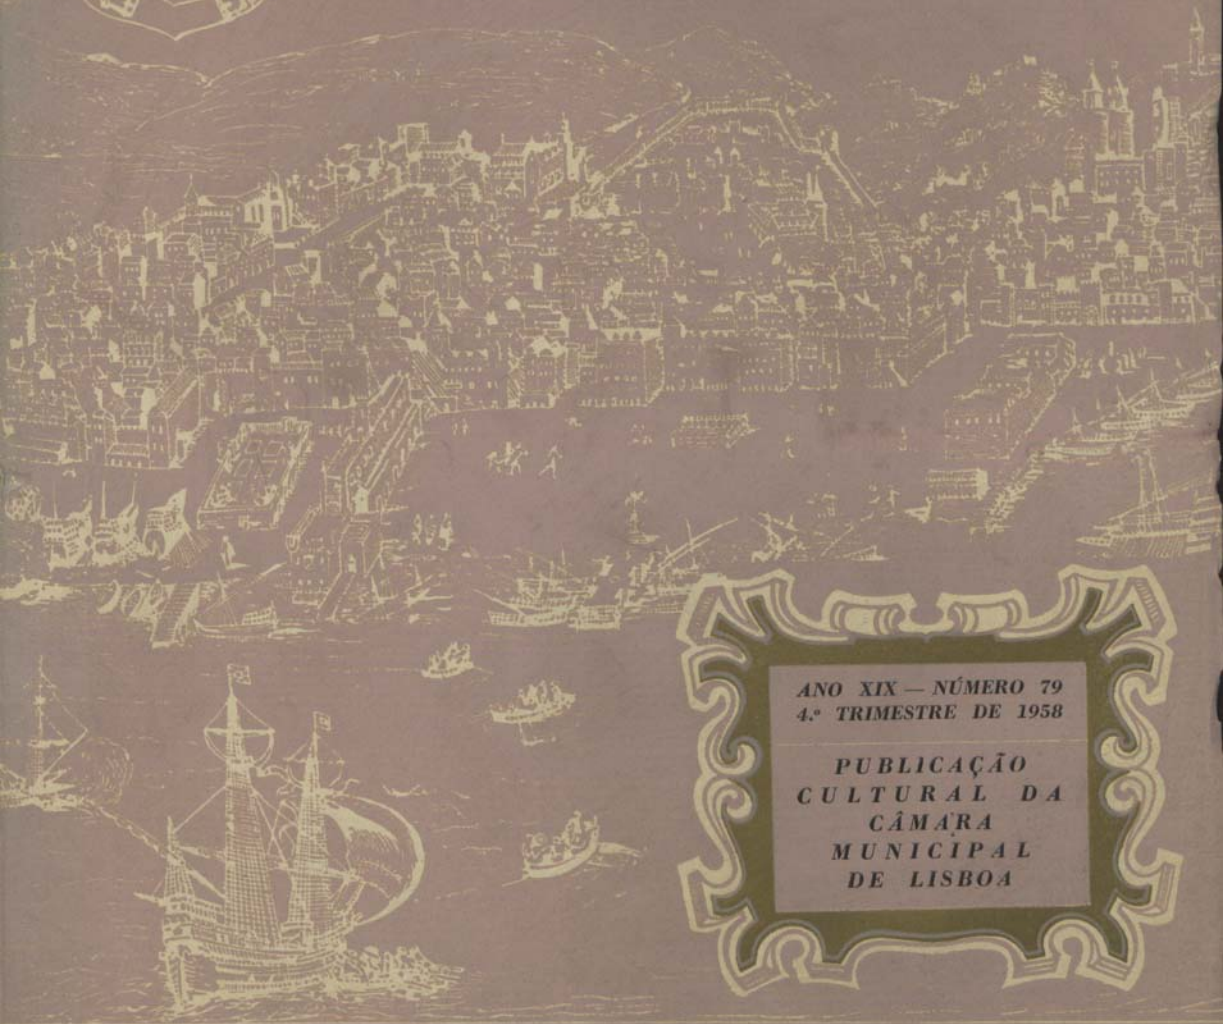 ANO XIX — NÚMERO 79
4.º TRIMESTRE DE 1958
PUBLICAÇÃO
CULTURAL DA
CÂMARA
MUNICIPAL
DE LISBOA